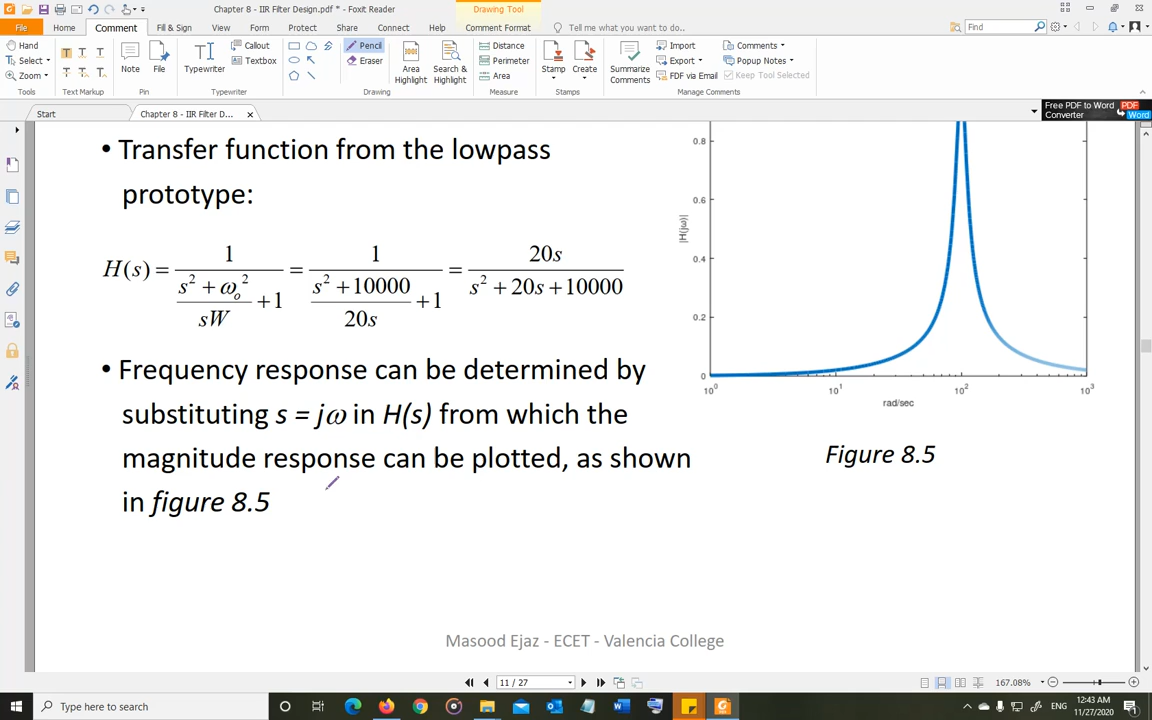 Chapter 8 - IIR Filter Design.pdf * - Foxit Reader
Drawing Tool
File Home Comment Fill & Sign View Form Protect Share Connect Help Comment Format Tell me what you want to do... Find
Hand
Select
Zoom
Tools
T T T
T T T
Text Markup
Note File
Pin
Typewriter Callout
Textbox
Typewriter
Pencil
Eraser
Area Highlight
Search & Highlight
Drawing
Distance
Perimeter
Area
Measure
Stamp Create
Stamps
Summarize Comments
Import
Export
FDF via Email
Comments
Popup Notes
Keep Tool Selected
Manage Comments
Start Chapter 8 - IIR Filter D...
Free PDF to Word Converter PDF Word
• Transfer function from the lowpass
prototype:
H(s) = 1 / ((s² + ωₒ²)/(sW) + 1) = 1 / ((s² + 10000)/(20s) + 1) = 20s / (s² + 20s + 10000)
• Frequency response can be determined by
substituting s = jω in H(s) from which the
magnitude response can be plotted, as shown
in figure 8.5
0.8
0.6
0.4
0.2
0
|H(jω)|
10⁰ 10¹ 10² 10³
rad/sec
Figure 8.5
Masood Ejaz - ECET - Valencia College
11 / 27
167.08%
Type here to search
ENG
12:43 AM
11/27/2020
1